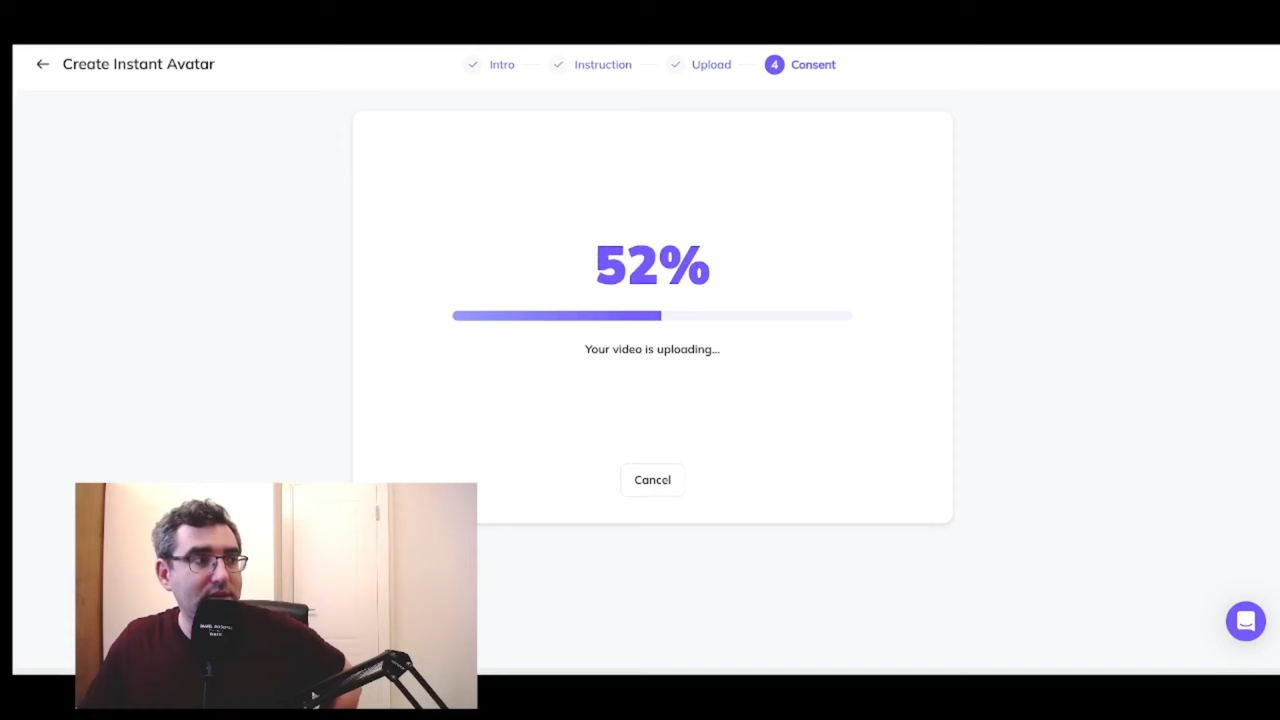 Create Instant Avatar
Intro
Instruction
Upload
4 Consent
52%
Your video is uploading...
Cancel